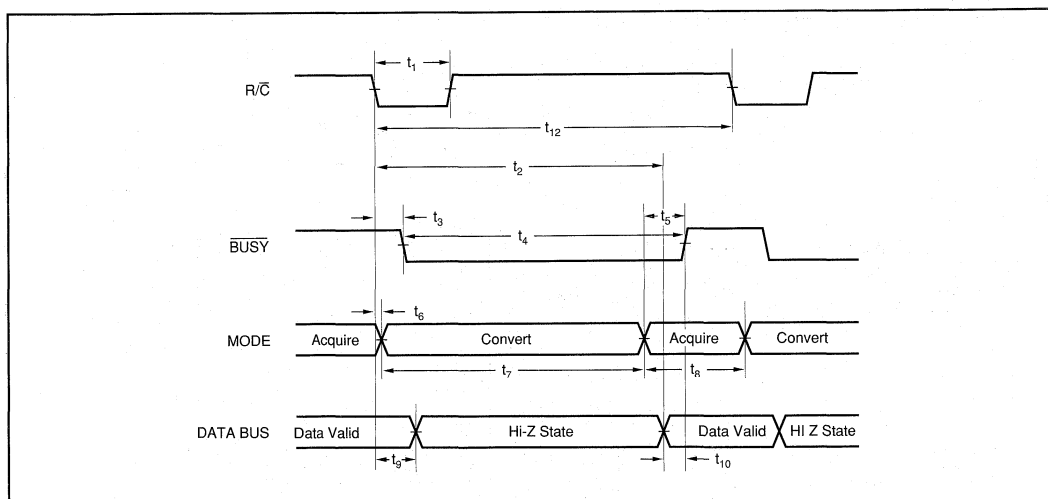 t1
R/C̅
t12
t2
t3
t5
B̅U̅S̅Y̅
t4
t6
MODE
Acquire
Convert
Acquire
Convert
t7
t8
DATA BUS
Data Valid
Hi-Z State
Data Valid
HI Z State
t9
t10